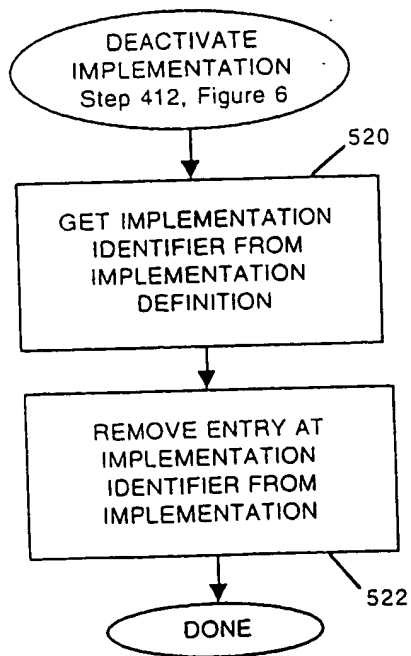 DEACTIVATE
IMPLEMENTATION
Step 412, Figure 6
520
GET IMPLEMENTATION
IDENTIFIER FROM
IMPLEMENTATION
DEFINITION
REMOVE ENTRY AT
IMPLEMENTATION
IDENTIFIER FROM
IMPLEMENTATION
522
DONE